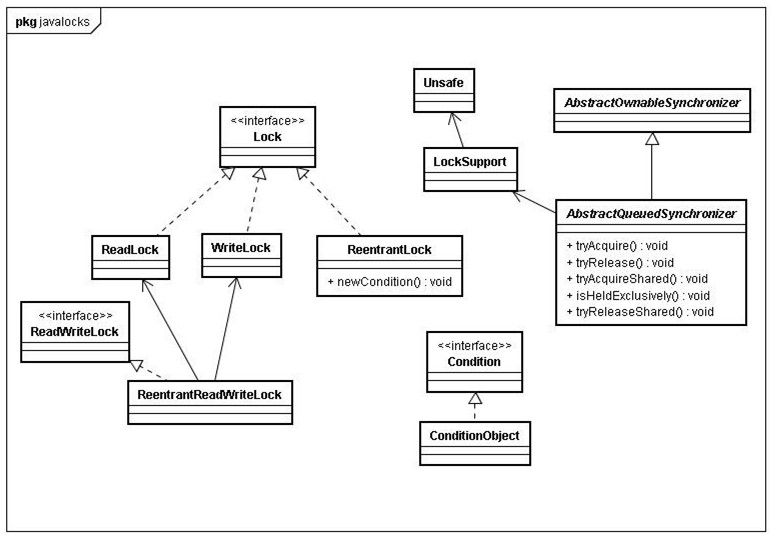 pkg javalocks
Unsafe
AbstractOwnableSynchronizer
<<interface>>
Lock
LockSupport
AbstractQueuedSynchronizer
+ tryAcquire() : void
+ tryRelease() : void
+ tryAcquireShared() : void
+ isHeldExclusively() : void
+ tryReleaseShared() : void
ReadLock
WriteLock
ReentrantLock
+ newCondition() : void
<<interface>>
ReadWriteLock
<<interface>>
Condition
ReentrantReadWriteLock
ConditionObject